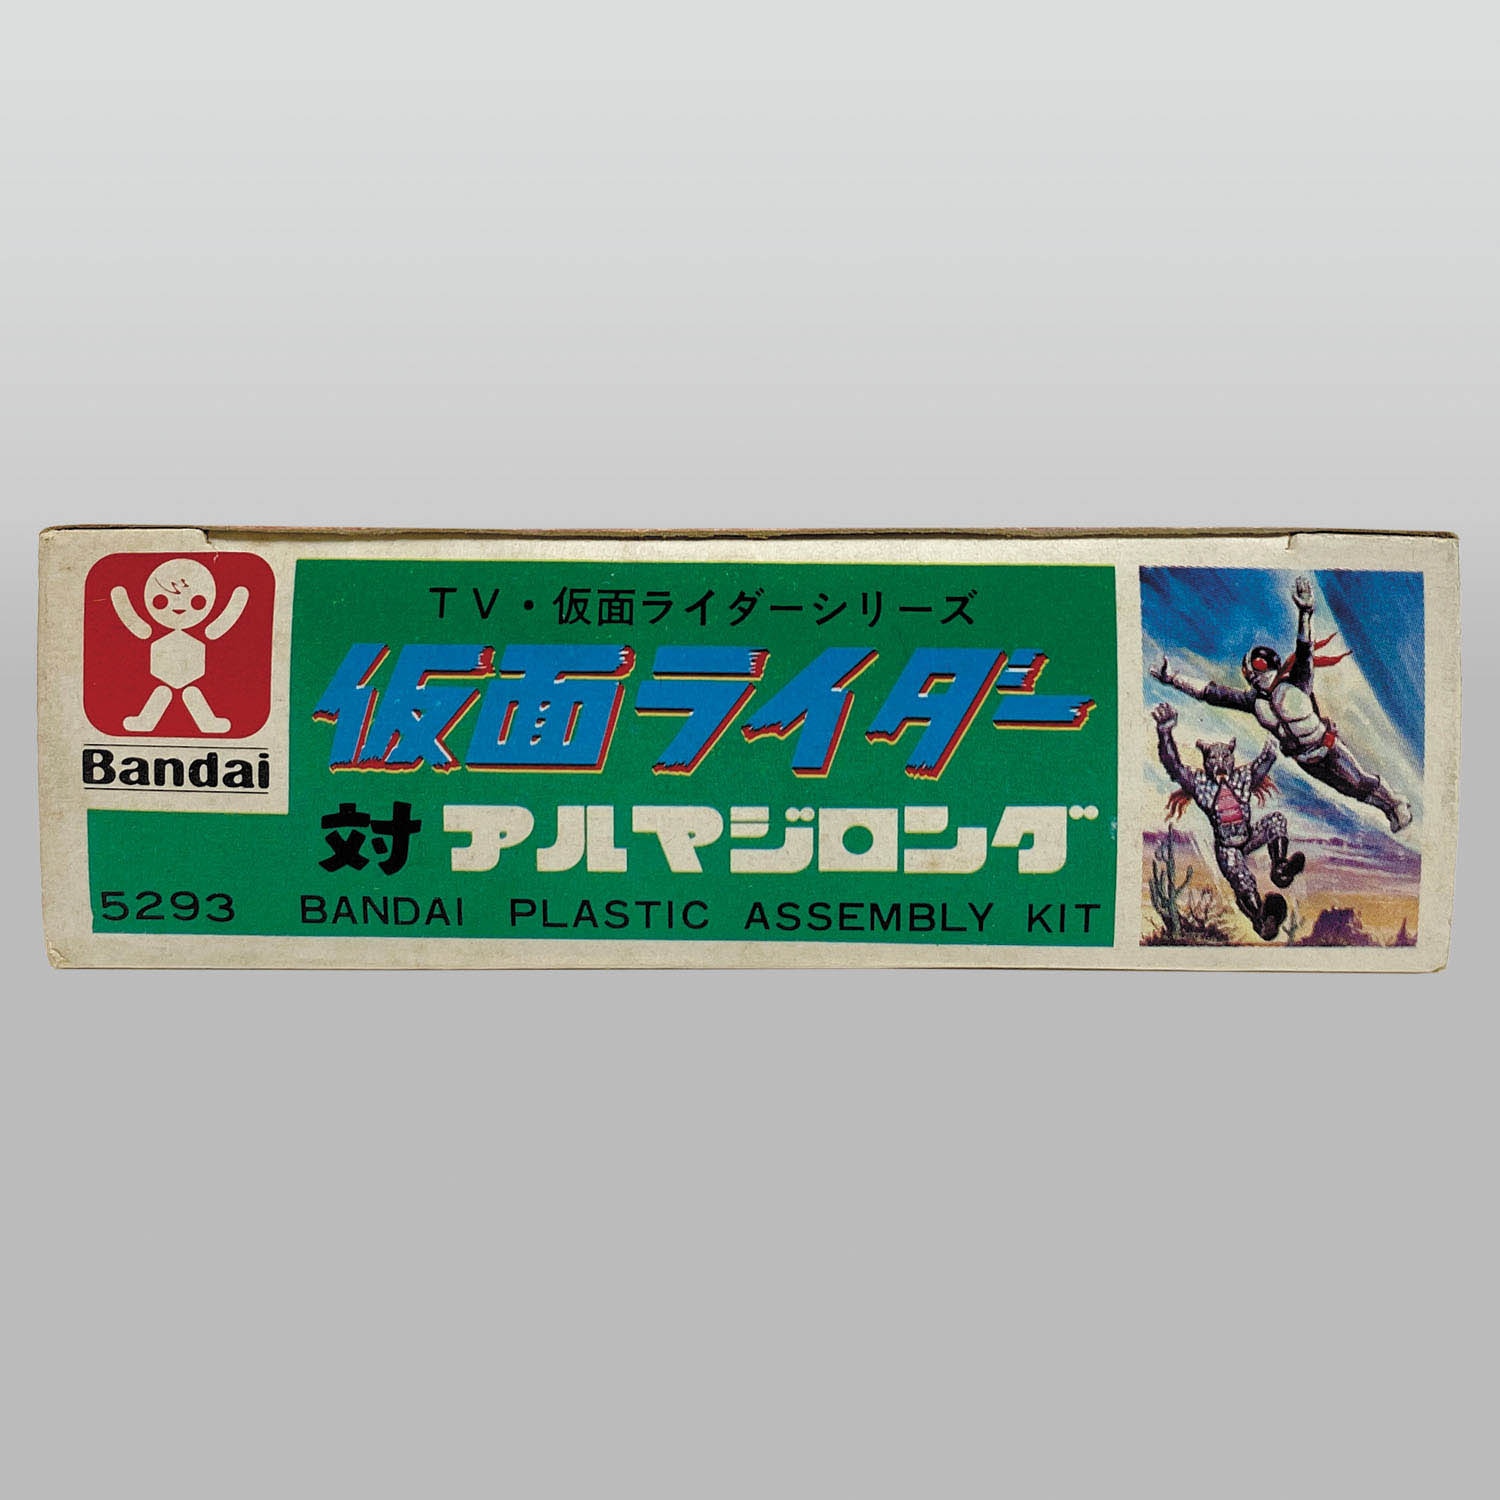 Bandai
TV・仮面ライダーシリーズ
仮面ライダー
対 アルマジロング
5293 BANDAI PLASTIC ASSEMBLY KIT